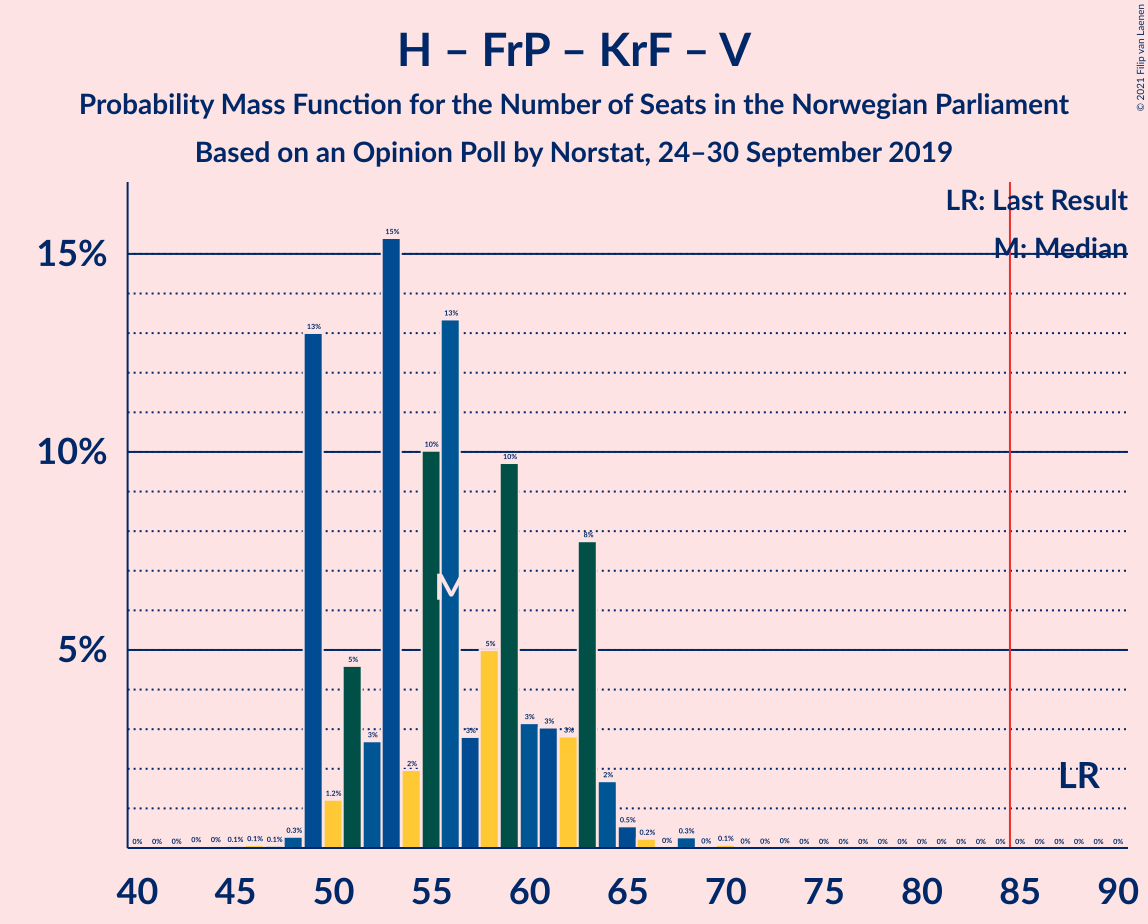 H – FrP – KrF – V
Probability Mass Function for the Number of Seats in the Norwegian Parliament
Based on an Opinion Poll by Norstat, 24–30 September 2019
© 2021 Filip van Laenen
LR: Last Result
M: Median
15%
10%
5%
0% 0% 0% 0% 0% 0.1% 0.1% 0.1% 0.3% 13% 1.2% 5% 3% 15% 2% 10% 13% 3% 5% 10% 3% 3% 3% 8% 2% 0.5% 0.2% 0% 0.3% 0% 0.1% 0% 0% 0% 0% 0% 0% 0% 0% 0% 0% 0% 0% 0% 0% 0% 0% 0% 0% 0% 0%
M
LR
40 45 50 55 60 65 70 75 80 85 90